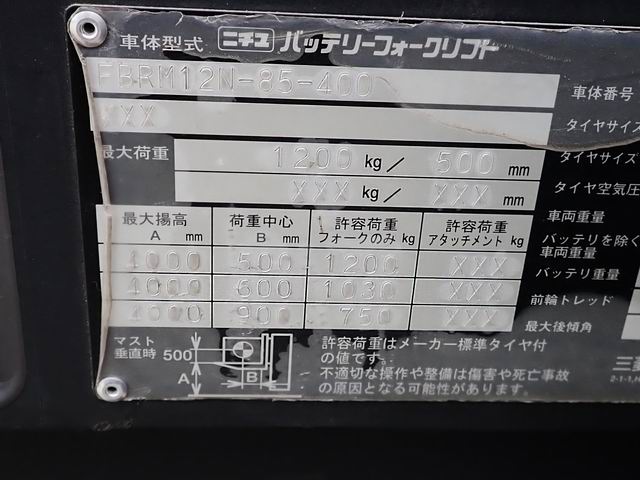 車体型式 ニチユ バッテリーフォークリフト
FBRM12N-85-400 車体番号
XXX タイヤサイズ
最大荷重 1200 kg/ 500 mm タイヤサイズ
XXX kg/ XXX mm タイヤ空気圧
車両重量
最大揚高 A mm 荷重中心 B mm 許容荷重 フォークのみ kg 許容荷重 アタッチメント kg バッテリを除く 車両重量
4000 500 1200 XXX バッテリ重量
4000 600 1030 XXX 前輪トレッド
4000 900 750 XXX 最大後傾角
マスト 垂直時 500 A B
許容荷重はメーカー標準タイヤ付
の値です。
不適切な操作や整備は傷害や死亡事故
の原因となる可能性があります。
三菱
2-1-1,H